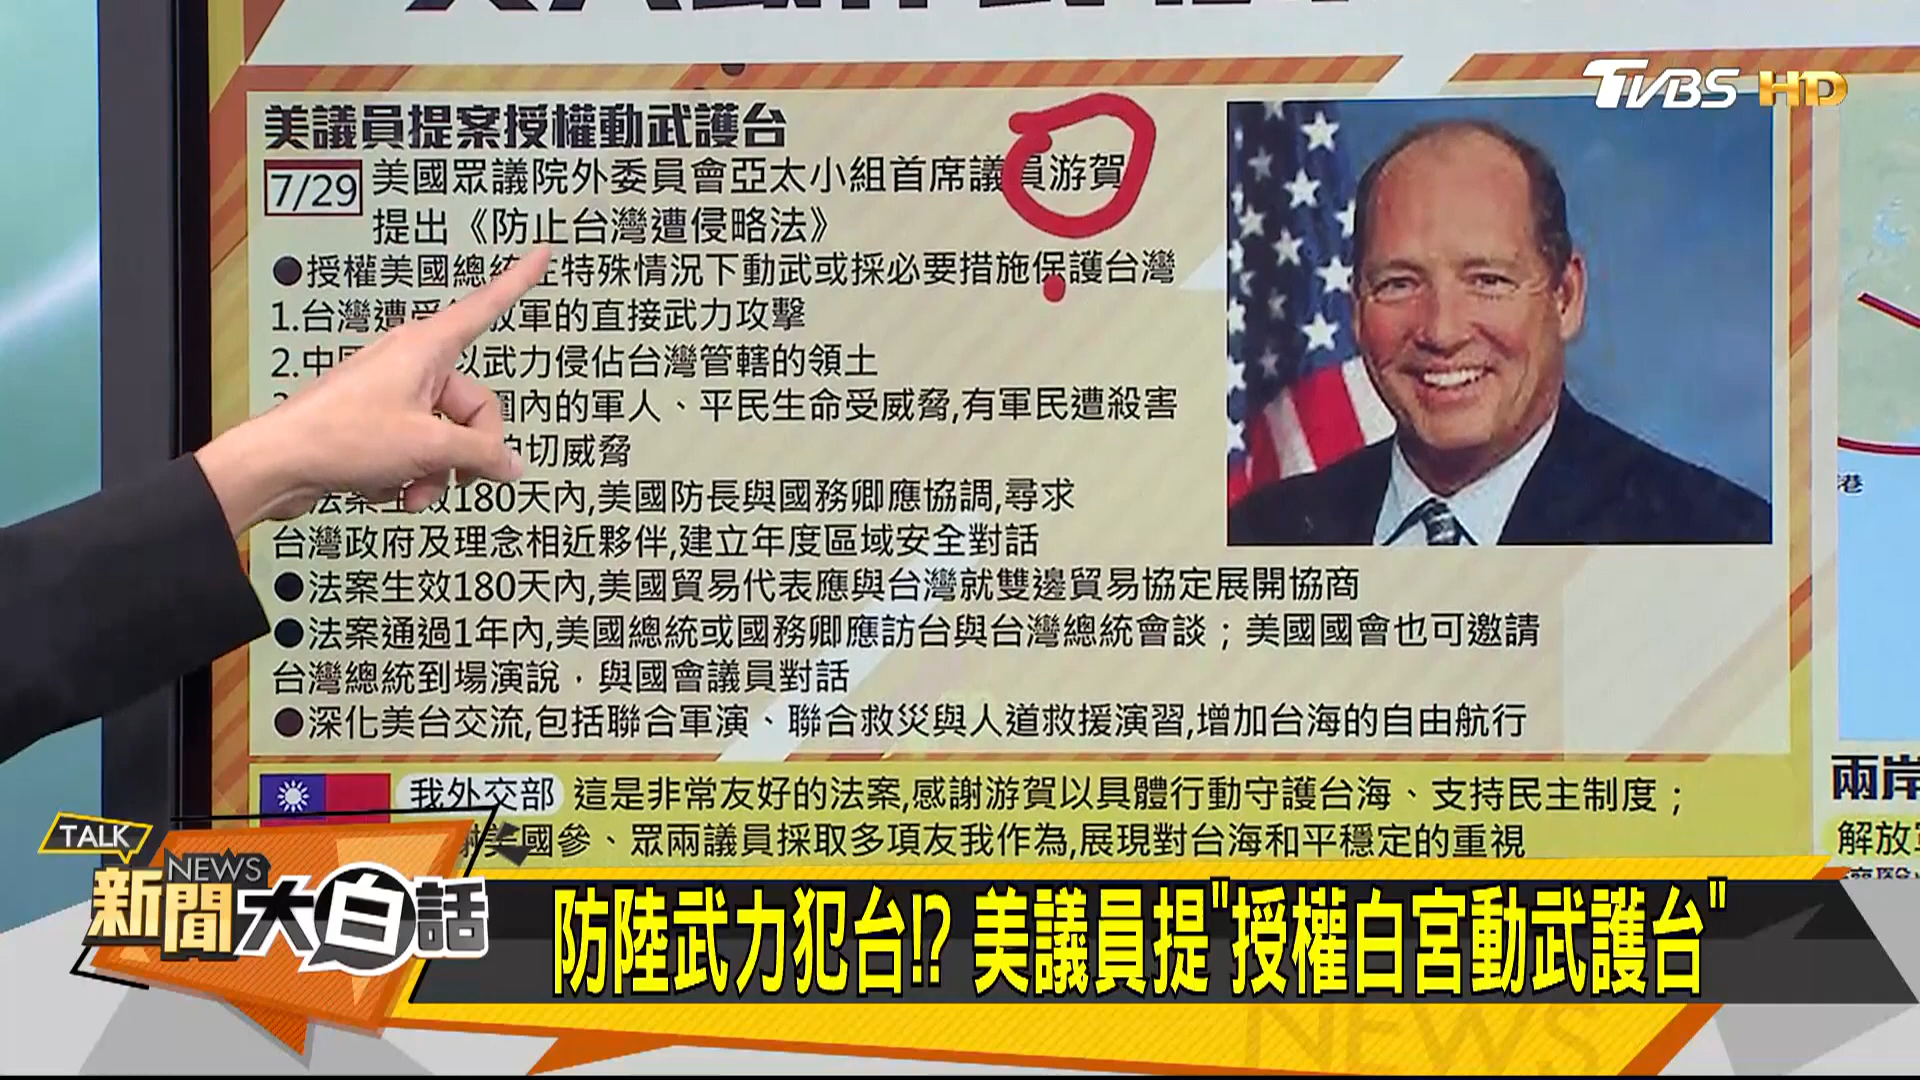 TVBS HD
美議員提案授權動武護台
7/29 美國眾議院外委員會亞太小組首席議員游賀
提出《防止台灣遭侵略法》
●授權美國總統在特殊情況下動武或採必要措施保護台灣
1.台灣遭受 軍的直接武力攻擊
2.中 以武力侵佔台灣管轄的領土
圍內的軍人、平民生命受威脅,有軍民遭殺害
迫切威脅
法案生效180天內,美國防長與國務卿應協調,尋求
台灣政府及理念相近夥伴,建立年度區域安全對話
●法案生效180天內,美國貿易代表應與台灣就雙邊貿易協定展開協商
●法案通過1年內,美國總統或國務卿應訪台與台灣總統會談；美國國會也可邀請
台灣總統到場演說，與國會議員對話
●深化美台交流,包括聯合軍演、聯合救災與人道救援演習,增加台海的自由航行
我外交部 這是非常友好的法案,感謝游賀以具體行動守護台海、支持民主制度；
謝美國參、眾兩議員採取多項友我作為,展現對台海和平穩定的重視
港
兩岸
解放
TALK
NEWS
新聞大白話
防陸武力犯台!? 美議員提"授權白宮動武護台"
NEWS